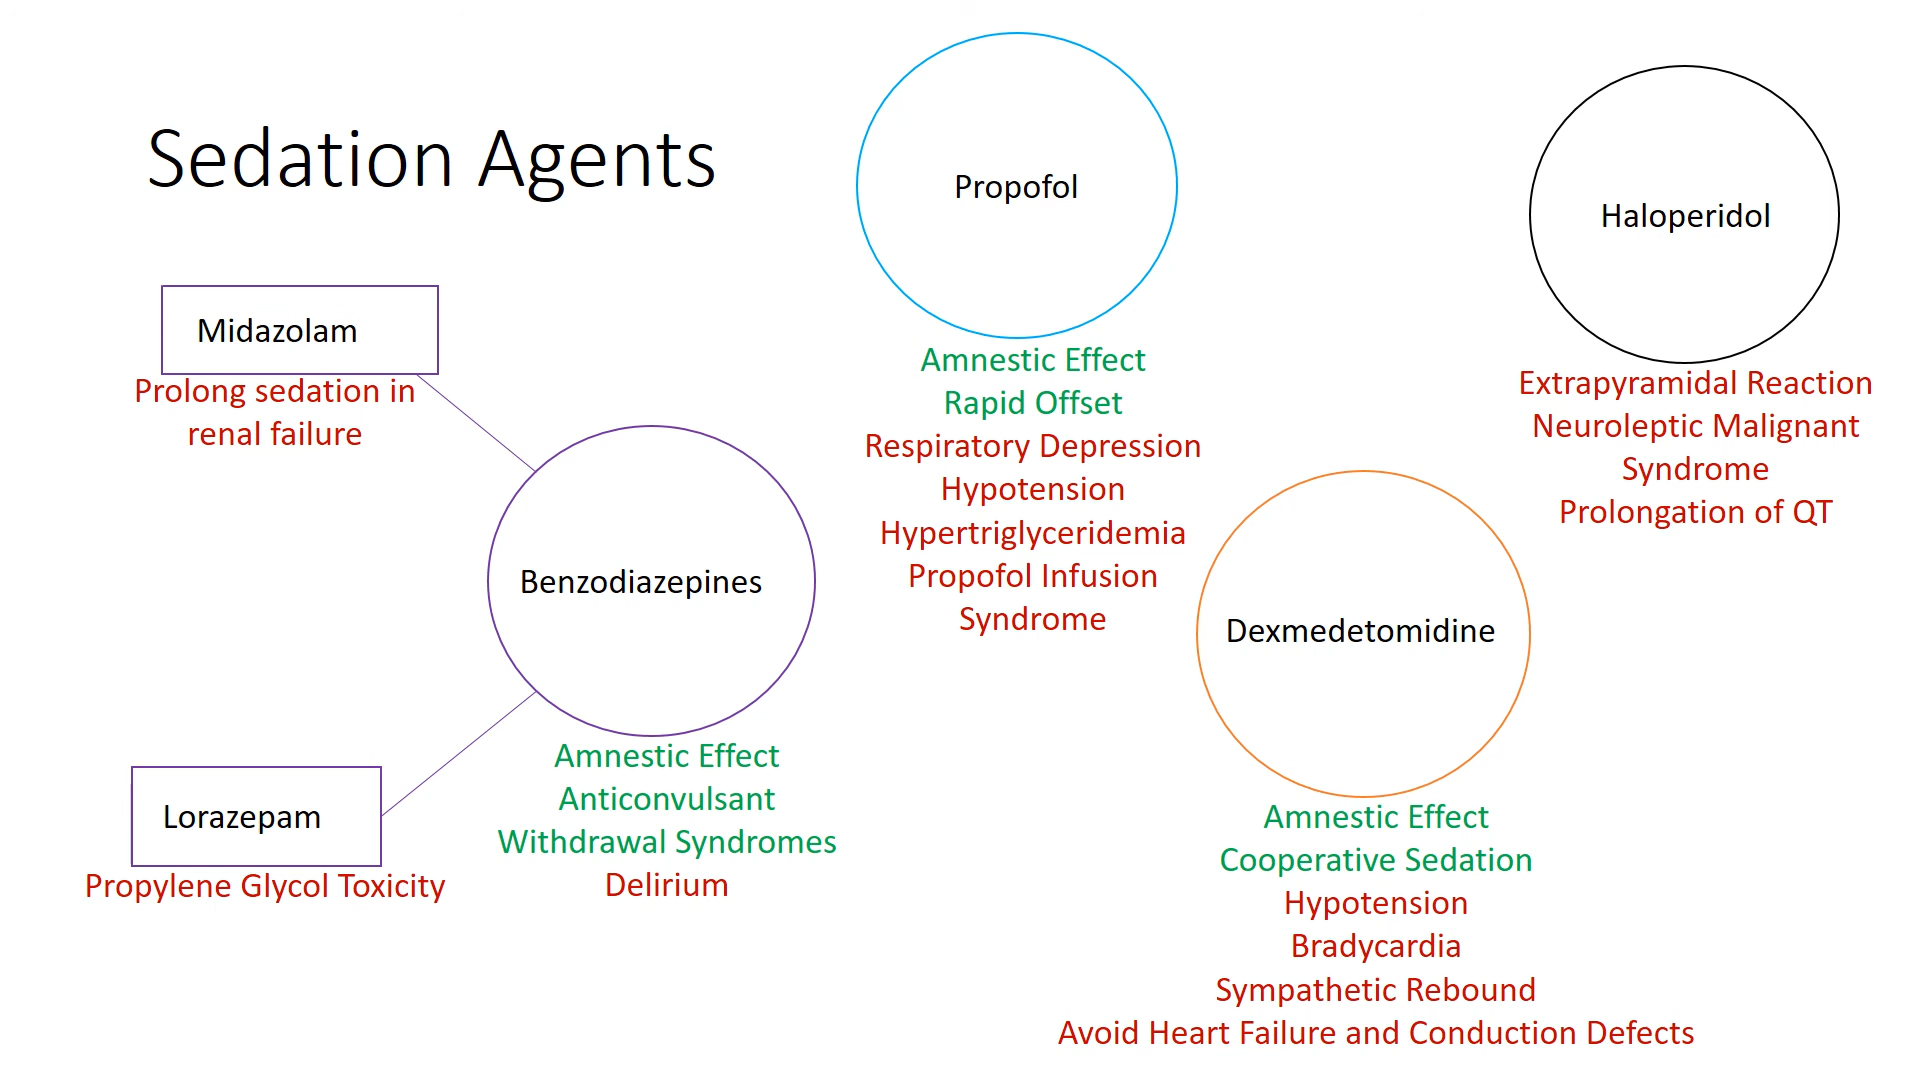 Sedation Agents
Midazolam
Prolong sedation in
renal failure
Benzodiazepines
Amnestic Effect
Anticonvulsant
Withdrawal Syndromes
Delirium
Lorazepam
Propylene Glycol Toxicity
Propofol
Amnestic Effect
Rapid Offset
Respiratory Depression
Hypotension
Hypertriglyceridemia
Propofol Infusion
Syndrome
Dexmedetomidine
Amnestic Effect
Cooperative Sedation
Hypotension
Bradycardia
Sympathetic Rebound
Avoid Heart Failure and Conduction Defects
Haloperidol
Extrapyramidal Reaction
Neuroleptic Malignant
Syndrome
Prolongation of QT